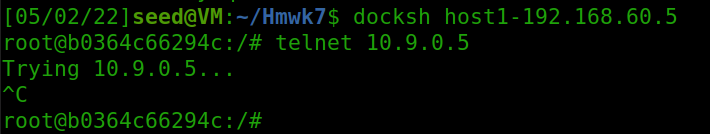 [05/02/22]seed@VM:~/Hmwk7$ docksh host1-192.168.60.5
root@b0364c66294c:/# telnet 10.9.0.5
Trying 10.9.0.5...
^C
root@b0364c66294c:/#